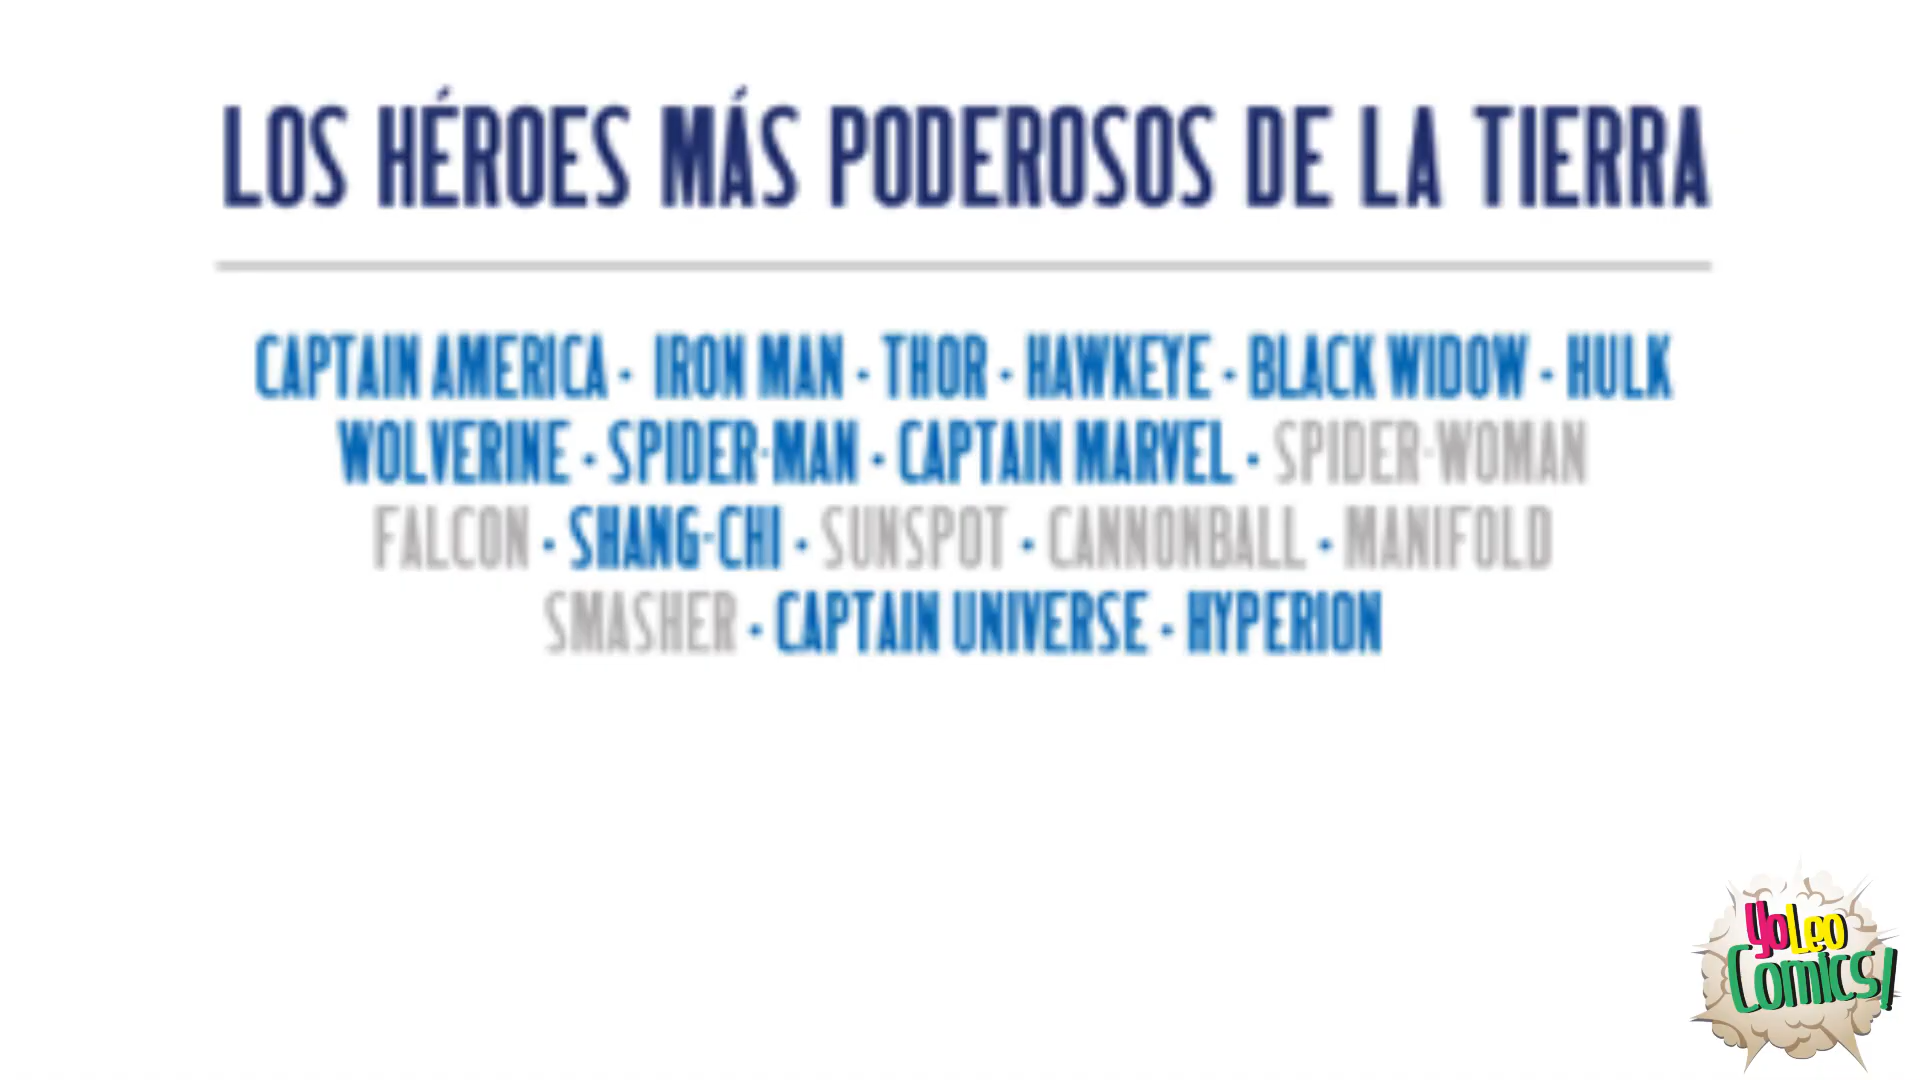 LOS HÉROES MÁS PODEROSOS DE LA TIERRA
CAPTAIN AMERICA · IRON MAN · THOR · HAWKEYE · BLACK WIDOW · HULK
WOLVERINE · SPIDER-MAN · CAPTAIN MARVEL · SPIDER-WOMAN
FALCON · SHANG-CHI · SUNSPOT · CANNONBALL · MANIFOLD
SMASHER · CAPTAIN UNIVERSE · HYPERION
YoLeo
Comics!